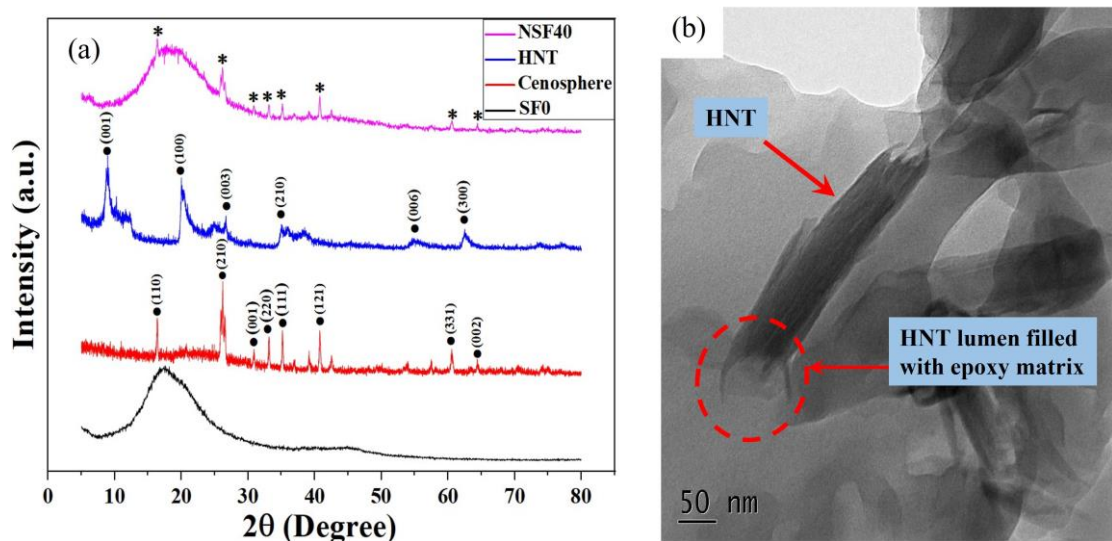 (a)
NSF40
HNT
Cenosphere
SF0
* * * * * * * *
(001)
(100)
(003)
(210)
(006)
(300)
(110)
(210)
(001)
(220)
(111)
(121)
(331)
(002)
Intensity (a.u.)
0 10 20 30 40 50 60 70 80
2θ (Degree)
(b)
HNT
HNT lumen filled
with epoxy matrix
50 nm